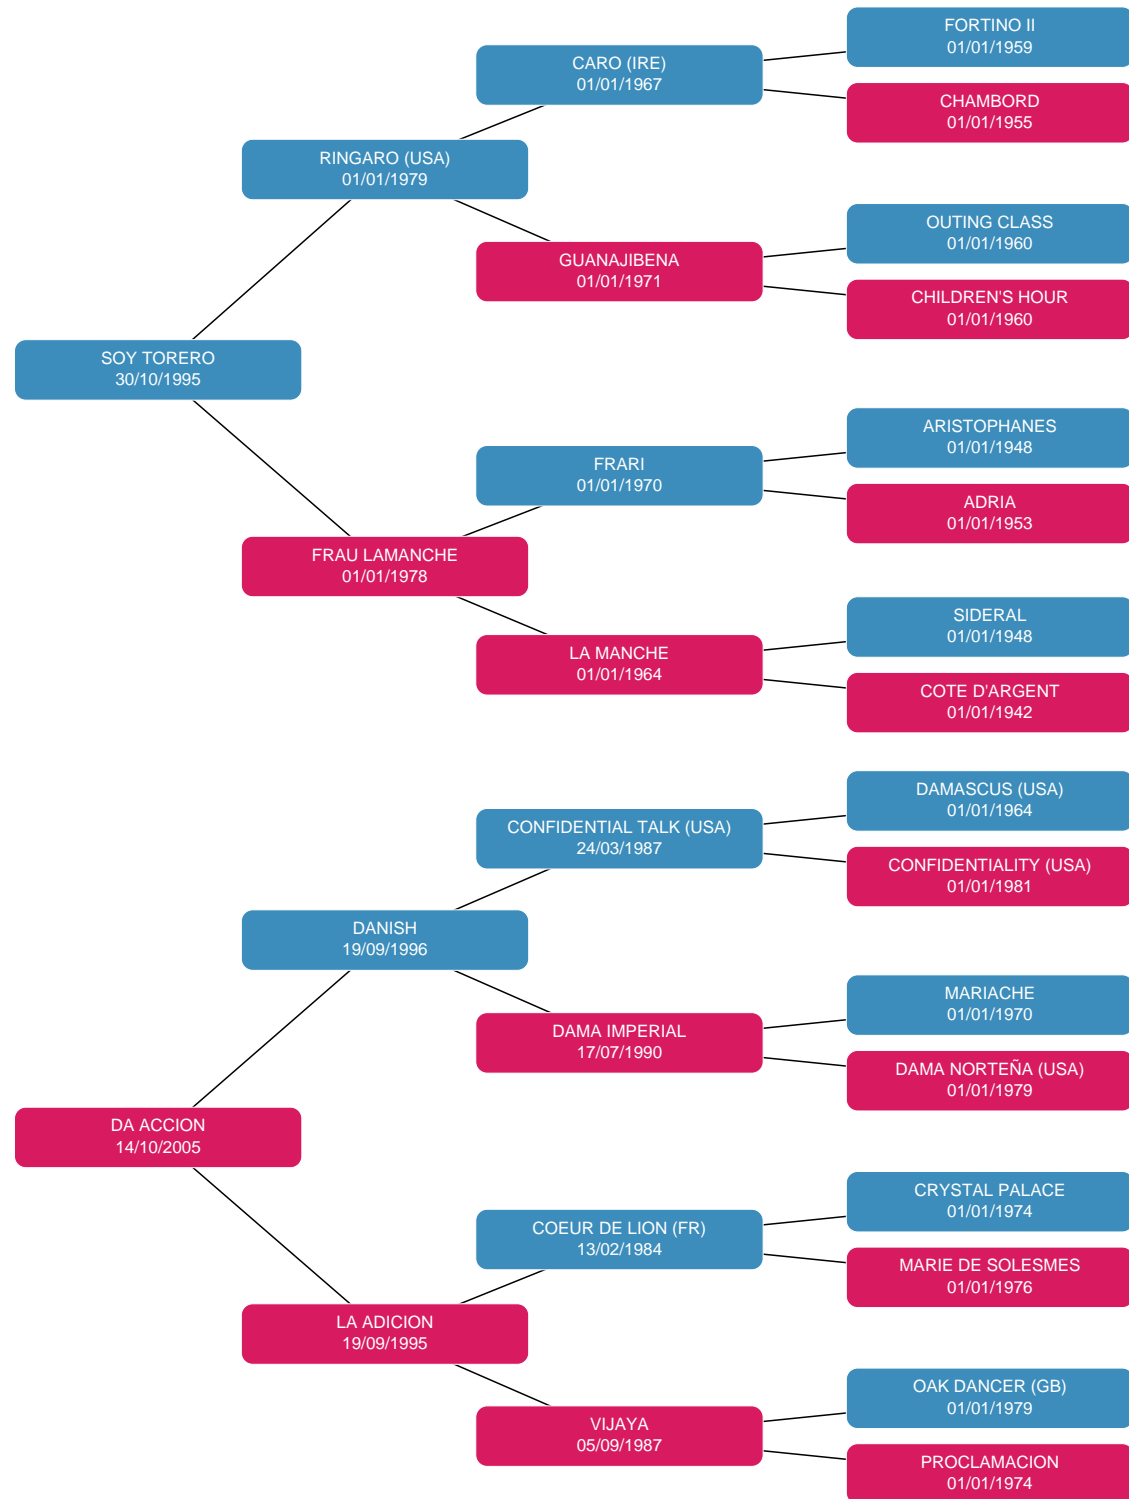 FORTINO II
01/01/1959
CARO (IRE)
01/01/1967
CHAMBORD
01/01/1955
RINGARO (USA)
01/01/1979
OUTING CLASS
01/01/1960
GUANAJIBENA
01/01/1971
CHILDREN'S HOUR
01/01/1960
SOY TORERO
30/10/1995
ARISTOPHANES
01/01/1948
FRARI
01/01/1970
ADRIA
01/01/1953
FRAU LAMANCHE
01/01/1978
SIDERAL
01/01/1948
LA MANCHE
01/01/1964
COTE D'ARGENT
01/01/1942
DAMASCUS (USA)
01/01/1964
CONFIDENTIAL TALK (USA)
24/03/1987
CONFIDENTIALITY (USA)
01/01/1981
DANISH
19/09/1996
MARIACHE
01/01/1970
DAMA IMPERIAL
17/07/1990
DAMA NORTEÑA (USA)
01/01/1979
DA ACCION
14/10/2005
CRYSTAL PALACE
01/01/1974
COEUR DE LION (FR)
13/02/1984
MARIE DE SOLESMES
01/01/1976
LA ADICION
19/09/1995
OAK DANCER (GB)
01/01/1979
VIJAYA
05/09/1987
PROCLAMACION
01/01/1974